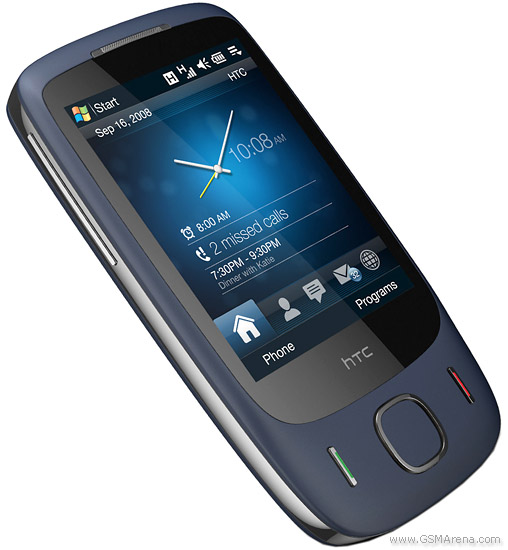 Start
HTC
Sep 16, 2008
10:08 AM
8:00 AM
2 missed calls
7:30PM - 9:30PM
Dinner with Katie
Phone
Programs
hTC
www.GSMArena.com